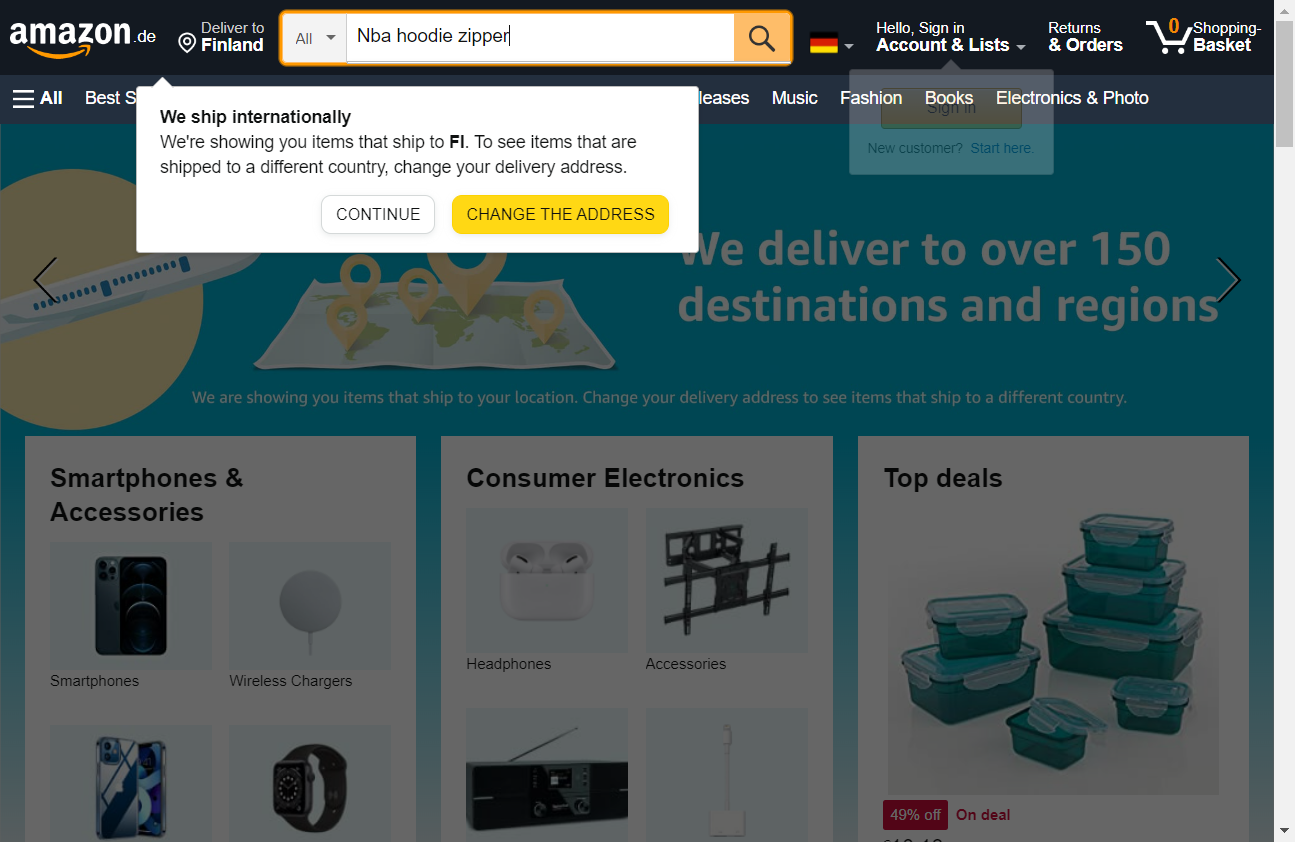 amazon.de
Deliver to
Finland
All
Nba hoodie zipper
Hello, Sign in
Account & Lists
Returns
& Orders
0
Shopping-
Basket
All
Best S
leases
Music
Fashion
Books
Electronics & Photo
Sign in
New customer? Start here.
We ship internationally
We're showing you items that ship to FI. To see items that are
shipped to a different country, change your delivery address.
CONTINUE
CHANGE THE ADDRESS
We deliver to over 150
destinations and regions
We are showing you items that ship to your location. Change your delivery address to see items that ship to a different country.
Smartphones &
Accessories
Smartphones
Wireless Chargers
Consumer Electronics
Headphones
Accessories
Top deals
49% off
On deal